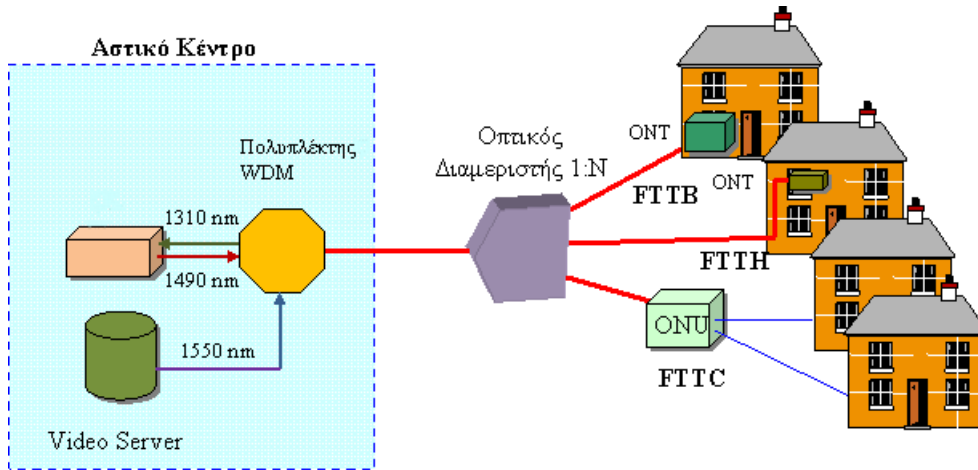 Αστικό Κέντρο
Πολυπλέκτης
WDM
1310 nm
1490 nm
1550 nm
Video Server
Οπτικός
Διαμεριστής 1:N
ONT
FTTB
ONT
FTTH
ONU
FTTC